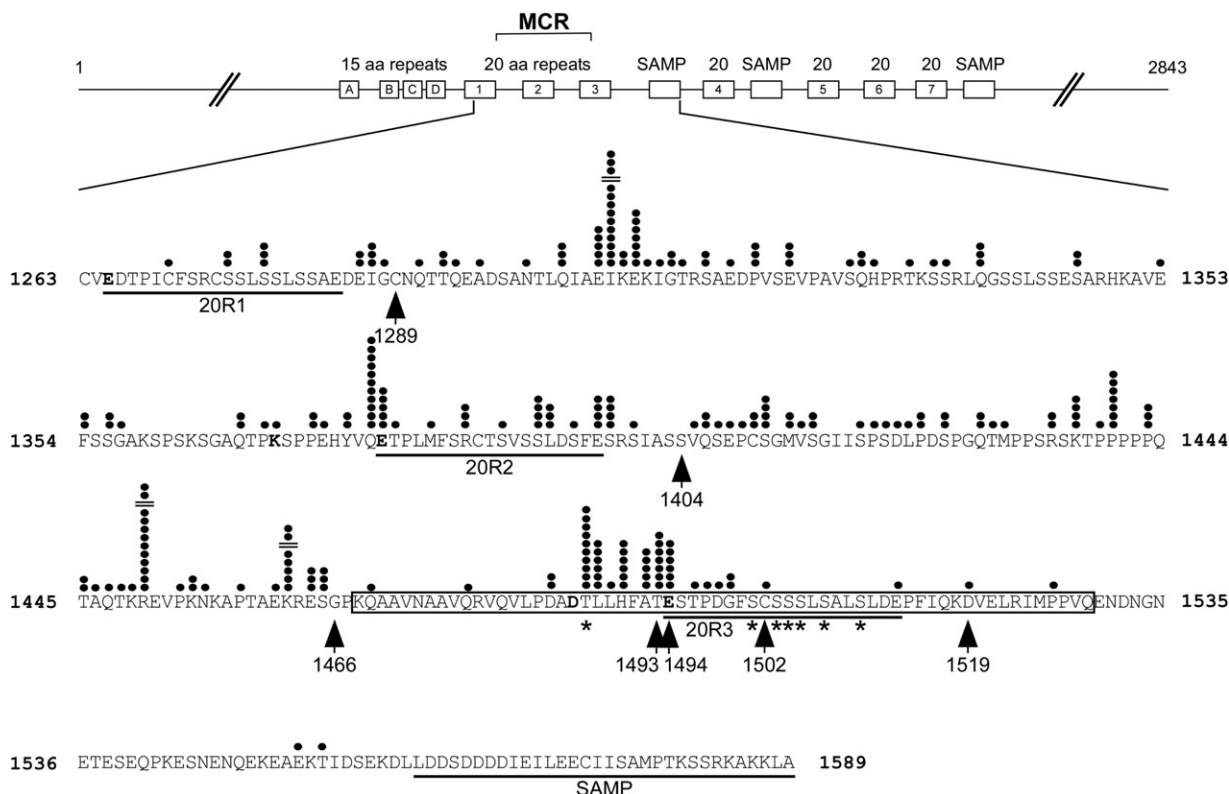 MCR
1 15 aa repeats 20 aa repeats SAMP 20 SAMP 20 20 20 SAMP 2843
A B C D 1 2 3 4 5 6 7
1263 CVEDTPICFSRCSSLSSLSSAEDEIGCNQTTQEADSANTLQIAEIKEKIGTRSAEDPVSEVPAVSQHPRTKSSRLQGSSLSSESARHKAVE 1353
20R1
1289
1354 FSSGAKSPSKSGAQTPKSPPEHYVQETPLMFSRCTSVSSLDSFESRSIASSVQSEPCSGMVSGIISPSDLPDSPGQTMPPSRSKTPPPPPQ 1444
20R2
1404
1445 TAQTKREVPKNKAPTAEKRESGPKQAAVNAAVQRVQVLPDADTLLHFATESTPDGFSCSSSLSALSLDEPFIQKDVELRIMPPVQENDNGN 1535
* 20R3 * *** * *
1466 1493 1494 1502 1519
1536 ETESEQPKESNENQEKEAEKTIDSEKDLLDDSDDDDIEILEECIISAMPTKSSRKAKKLA 1589
SAMP